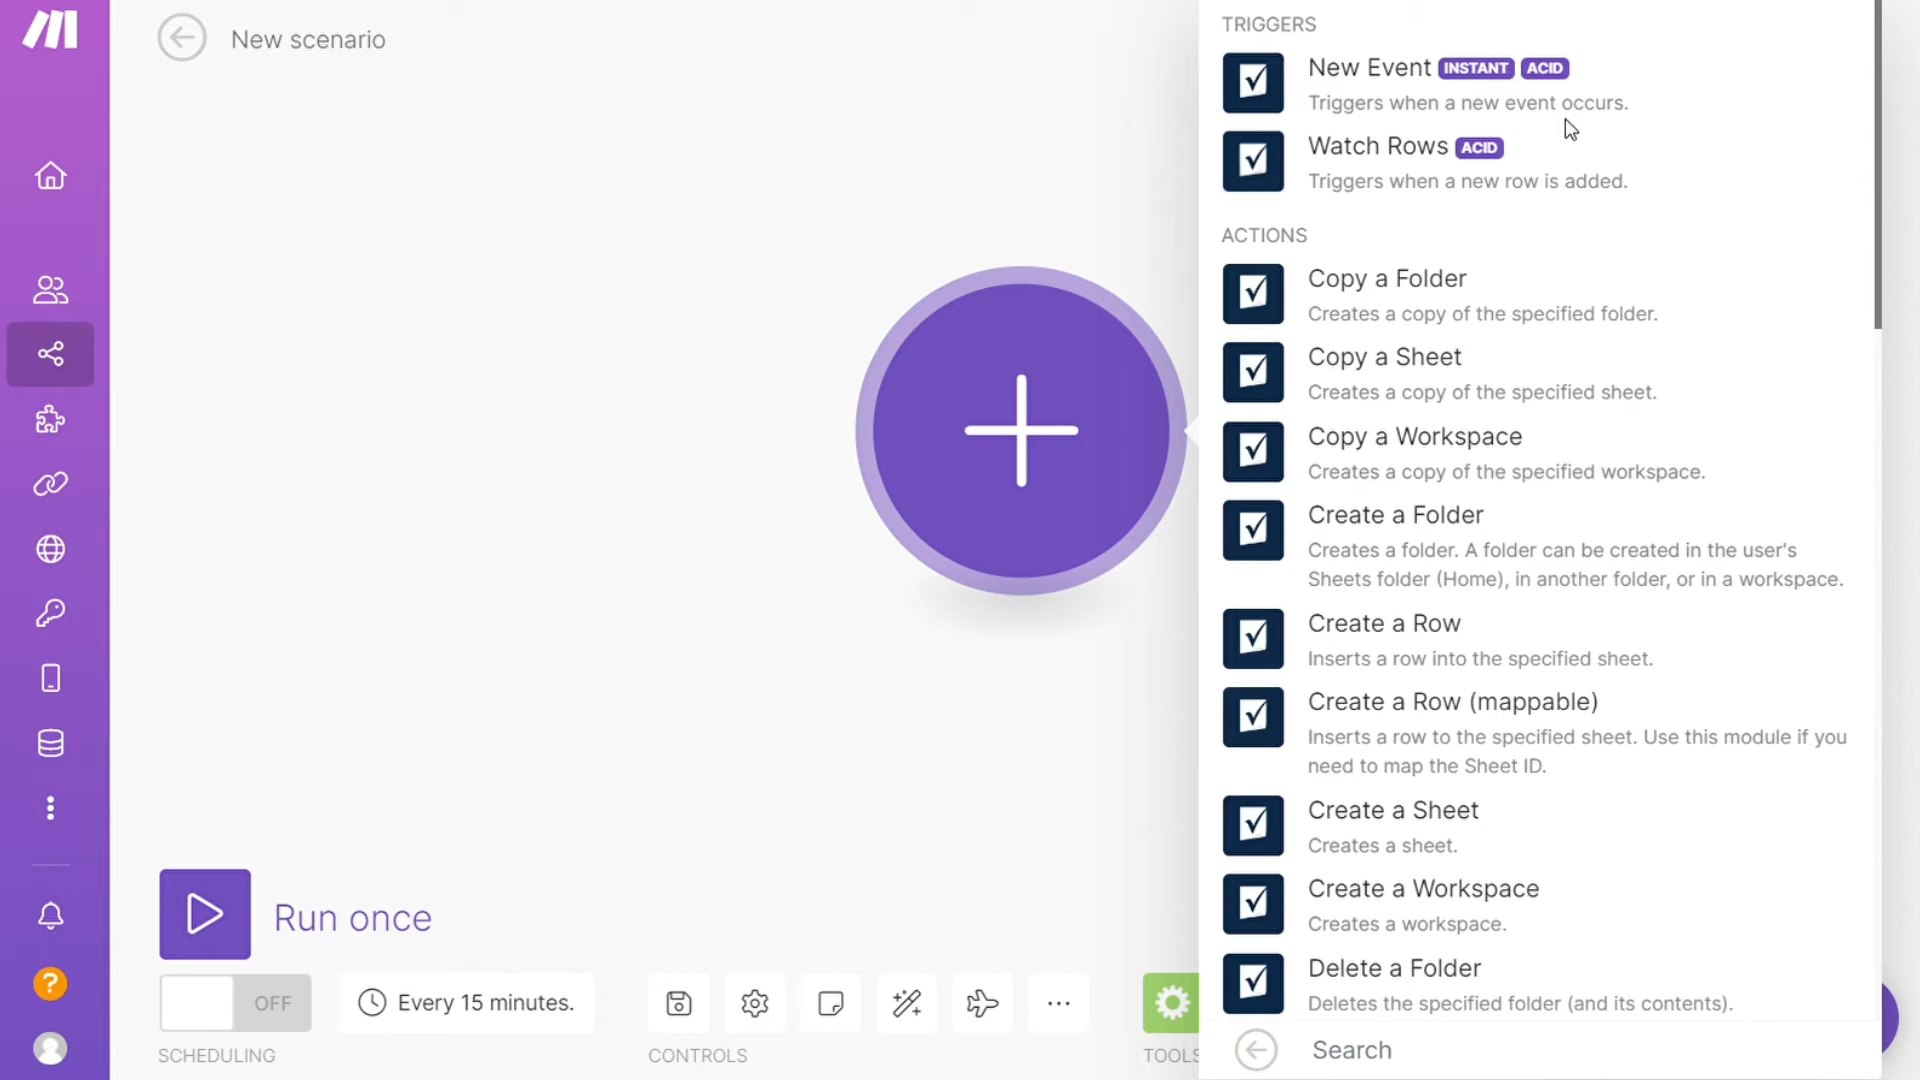 New scenario
TRIGGERS
New Event INSTANT ACID
Triggers when a new event occurs.
Watch Rows ACID
Triggers when a new row is added.
ACTIONS
Copy a Folder
Creates a copy of the specified folder.
Copy a Sheet
Creates a copy of the specified sheet.
Copy a Workspace
Creates a copy of the specified workspace.
Create a Folder
Creates a folder. A folder can be created in the user's
Sheets folder (Home), in another folder, or in a workspace.
Create a Row
Inserts a row into the specified sheet.
Create a Row (mappable)
Inserts a row to the specified sheet. Use this module if you
need to map the Sheet ID.
Create a Sheet
Creates a sheet.
Create a Workspace
Creates a workspace.
Delete a Folder
Deletes the specified folder (and its contents).
Search
Run once
OFF
Every 15 minutes.
SCHEDULING
CONTROLS
TOOLS
?